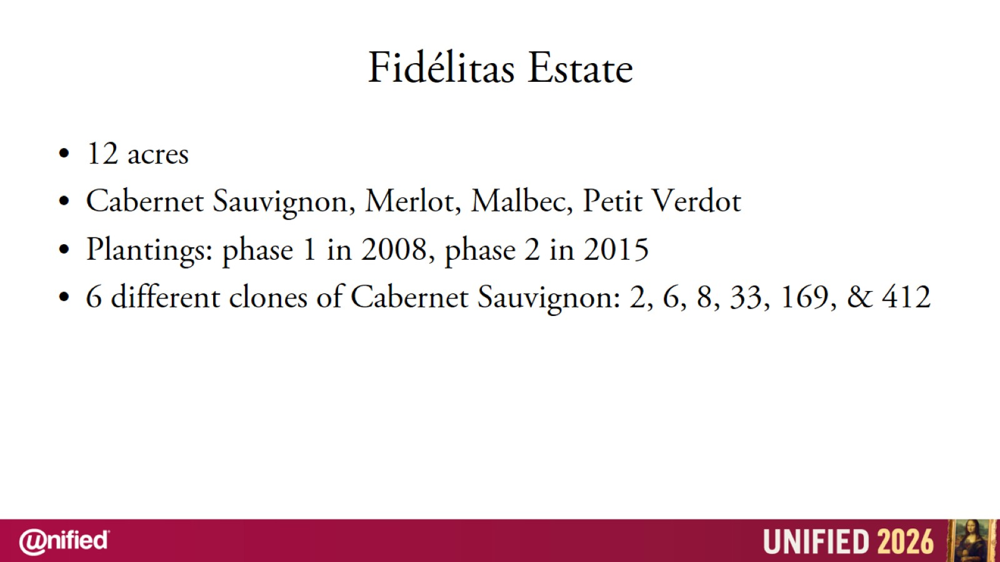 Fidélitas Estate
• 12 acres
• Cabernet Sauvignon, Merlot, Malbec, Petit Verdot
• Plantings: phase 1 in 2008, phase 2 in 2015
• 6 different clones of Cabernet Sauvignon: 2, 6, 8, 33, 169, & 412
unified
UNIFIED 2026